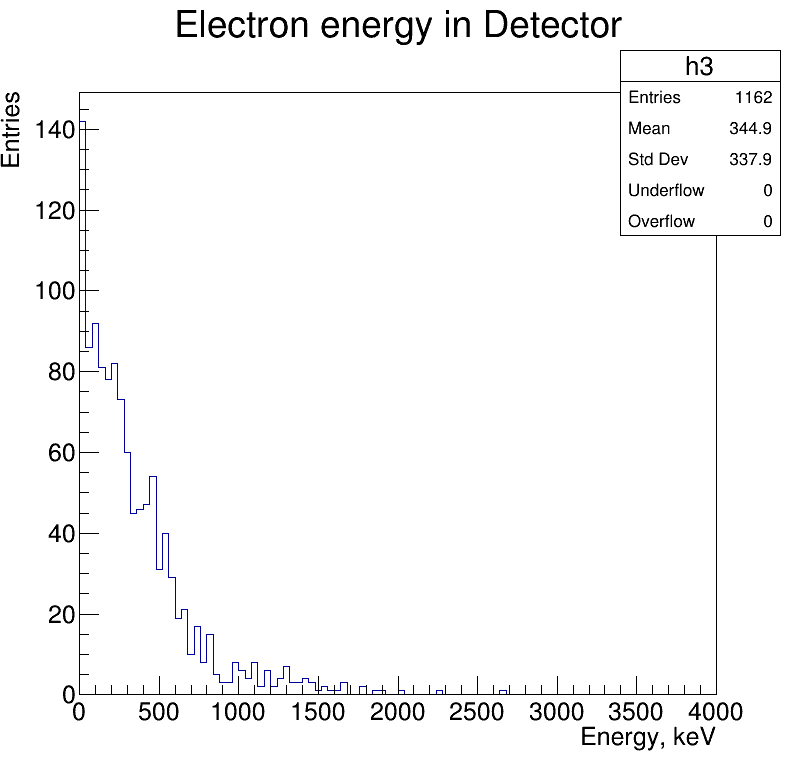 Electron energy in Detector
h3
Entries 1162
Mean 344.9
Std Dev 337.9
Underflow 0
Overflow 0
Entries
140
120
100
80
60
40
20
0
0 500 1000 1500 2000 2500 3000 3500 4000
Energy, keV